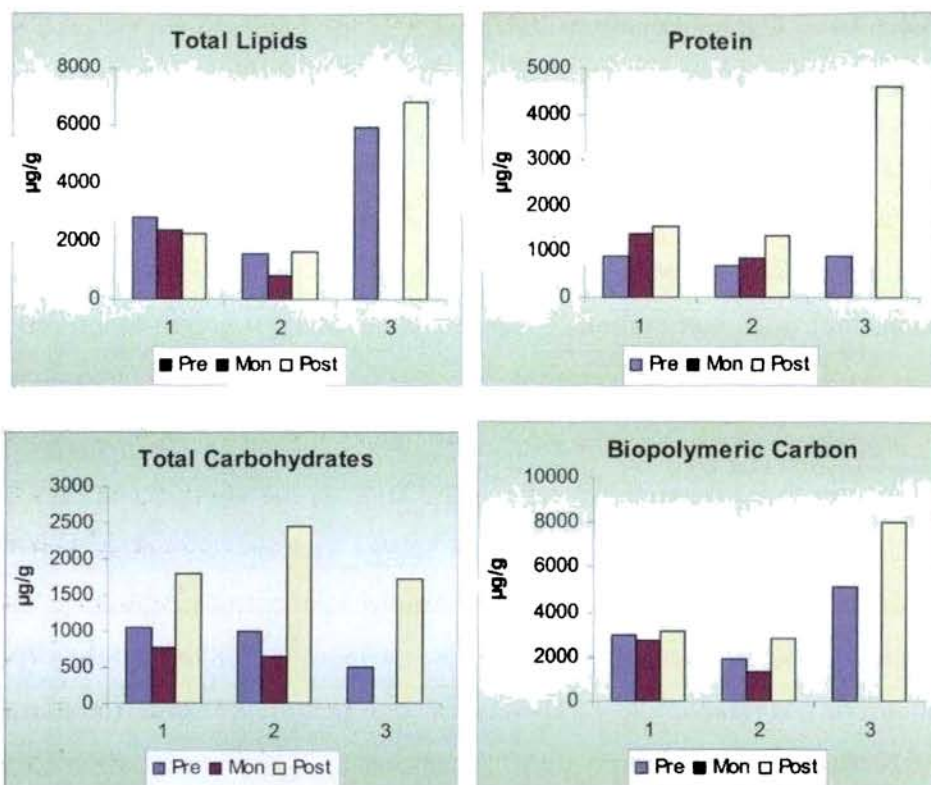 Total Lipids
8000
6000
4000
2000
0
µg/g
1 2 3
Pre Mon Post
Protein
5000
4000
3000
2000
1000
0
µg/g
1 2 3
Pre Mon Post
Total Carbohydrates
3000
2500
2000
1500
1000
500
0
µg/g
1 2 3
Pre Mon Post
Biopolymeric Carbon
10000
8000
6000
4000
2000
0
µg/g
1 2 3
Pre Mon Post